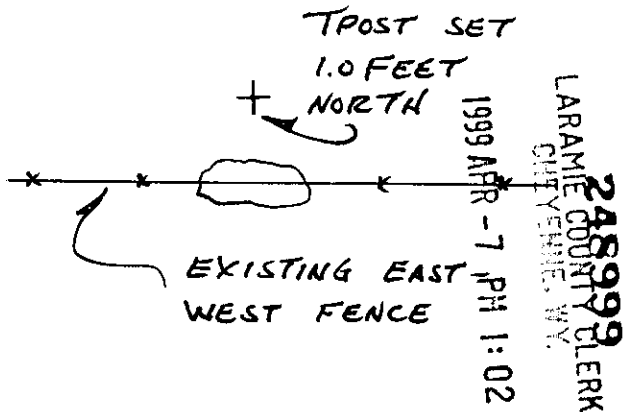 TPOST SET
1.0 FEET
NORTH
EXISTING EAST
WEST FENCE
LARAMIE COUNTY CLERK
248999
CHEYENNE, WY.
1999 APR -7 PM 1:02